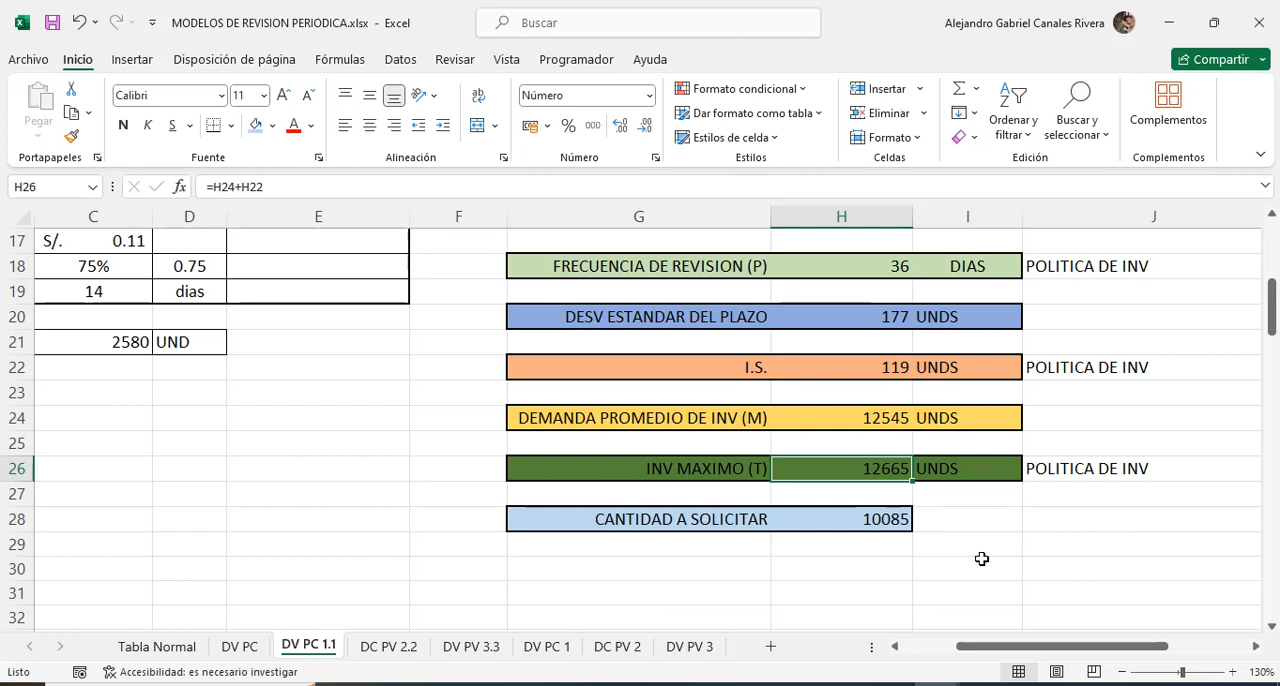 MODELOS DE REVISION PERIODICA.xlsx - Excel
Buscar
Alejandro Gabriel Canales Rivera
Archivo Inicio Insertar Disposición de página Fórmulas Datos Revisar Vista Programador Ayuda
Compartir
Pegar
Portapapeles
Calibri 11
N K S A
Fuente
Alineación
Número
% 000
Número
Formato condicional
Dar formato como tabla
Estilos de celda
Estilos
Insertar
Eliminar
Formato
Celdas
Ordenar y filtrar
Buscar y seleccionar
Edición
Complementos
Complementos
H26 fx =H24+H22
C D E F G H I J
17 S/. 0.11
18 75% 0.75 FRECUENCIA DE REVISION (P) 36 DIAS POLITICA DE INV
19 14 dias
20 DESV ESTANDAR DEL PLAZO 177 UNDS
21 2580 UND
22 I.S. 119 UNDS POLITICA DE INV
23
24 DEMANDA PROMEDIO DE INV (M) 12545 UNDS
25
26 INV MAXIMO (T) 12665 UNDS POLITICA DE INV
27
28 CANTIDAD A SOLICITAR 10085
29
30
31
32
Tabla Normal DV PC DV PC 1.1 DC PV 2.2 DV PV 3.3 DV PC 1 DC PV 2 DV PV 3
Listo Accesibilidad: es necesario investigar 130%